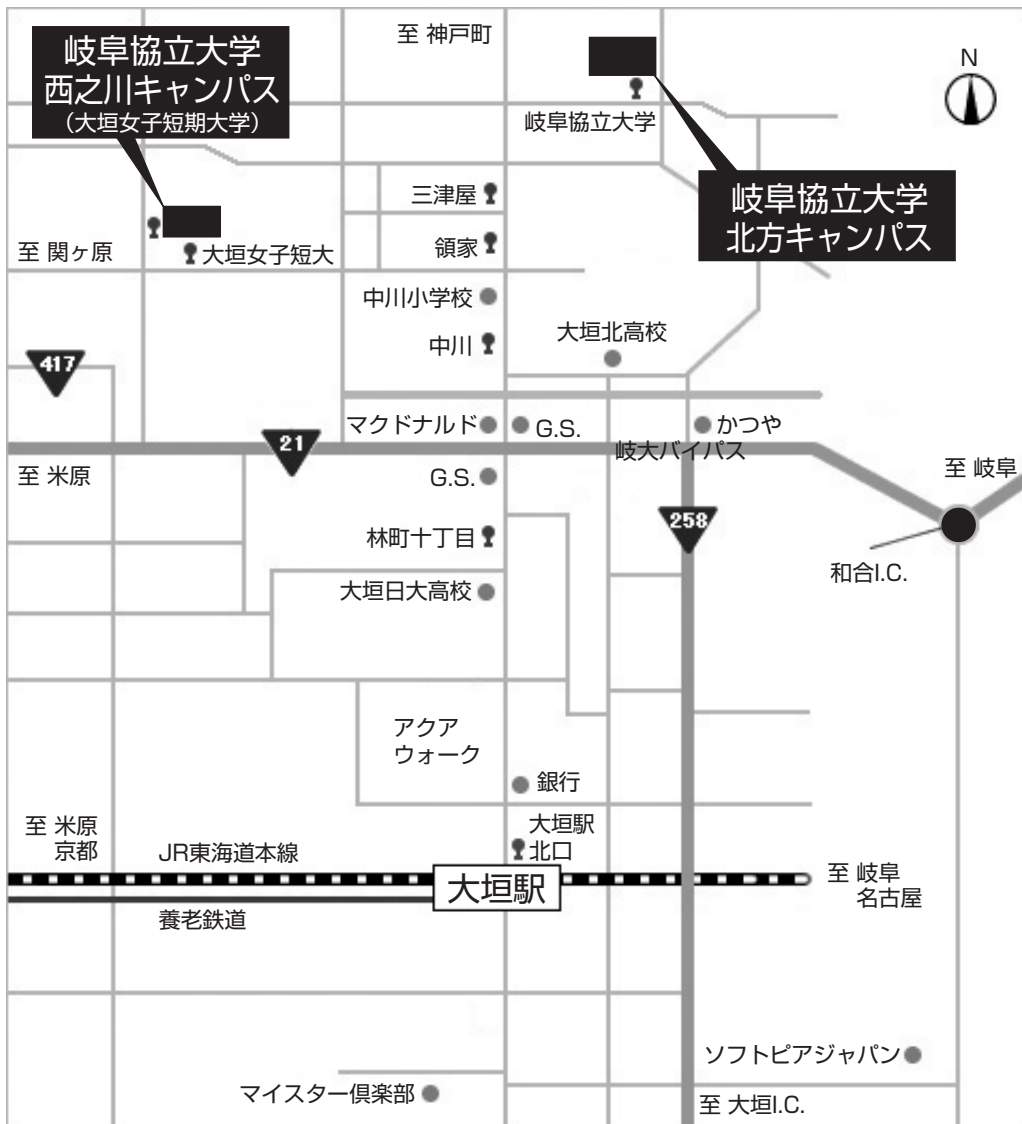 至 神戸町
N
岐阜協立大学
西之川キャンパス
(大垣女子短期大学)
岐阜協立大学
三津屋
岐阜協立大学
北方キャンパス
至 関ヶ原
大垣女子短大
領家
中川小学校
大垣北高校
中川
417
マクドナルド
G.S.
かつや
21
岐大バイパス
至 米原
G.S.
至 岐阜
258
林町十丁目
和合I.C.
大垣日大高校
アクア
ウォーク
銀行
至 米原
京都
JR東海道本線
大垣駅
北口
大垣駅
至 岐阜
名古屋
養老鉄道
ソフトピアジャパン
マイスター倶楽部
至 大垣I.C.